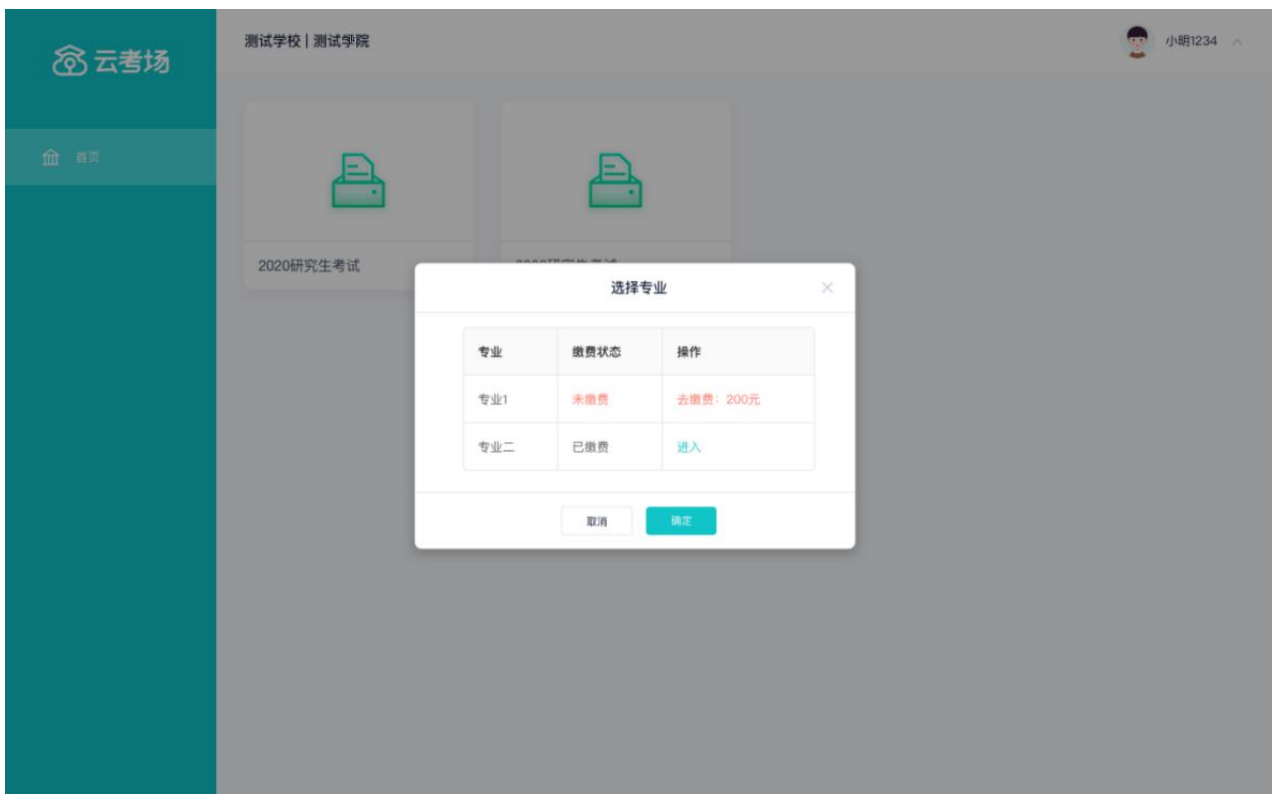 云考场
测试学校 | 测试学院
小明1234
首页
2020研究生考试
选择专业
专业 缴费状态 操作
专业1 未缴费 去缴费：200元
专业二 已缴费 进入
取消 确定